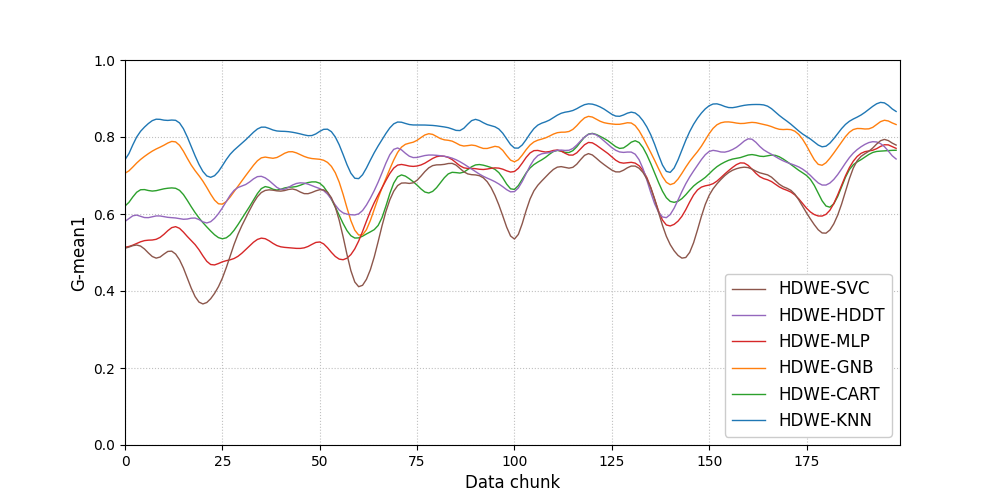 1.0
0.8
0.6
0.4
0.2
0.0
G-mean1
0 25 50 75 100 125 150 175
Data chunk
HDWE-SVC
HDWE-HDDT
HDWE-MLP
HDWE-GNB
HDWE-CART
HDWE-KNN